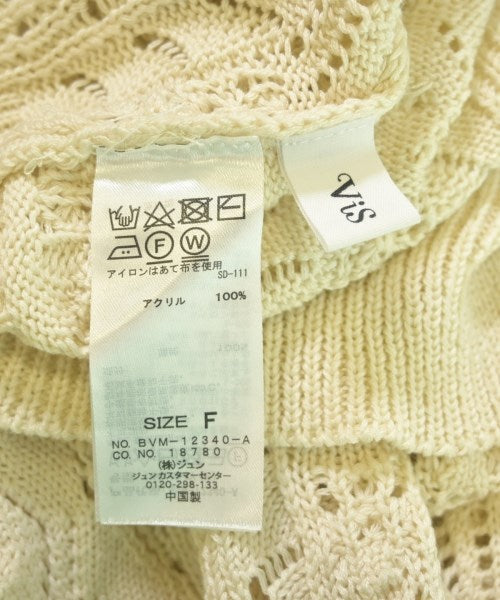 ViS
F W
アイロンはあて布を使用
SD-111
アクリル 100%
SIZE F
NO. BVM-12340-A
CO. NO. 18780
(株)ジュン
ジュンカスタマーセンター
0120-298-133
中国製